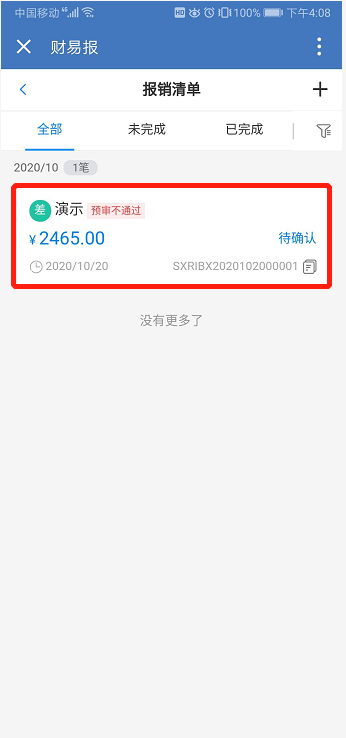 中国移动 4G HD 100% 下午4:08
财易报
报销清单
全部 未完成 已完成
2020/10 1笔
差 演示 预审不通过
¥ 2465.00 待确认
2020/10/20 SXRIBX2020102000001
没有更多了